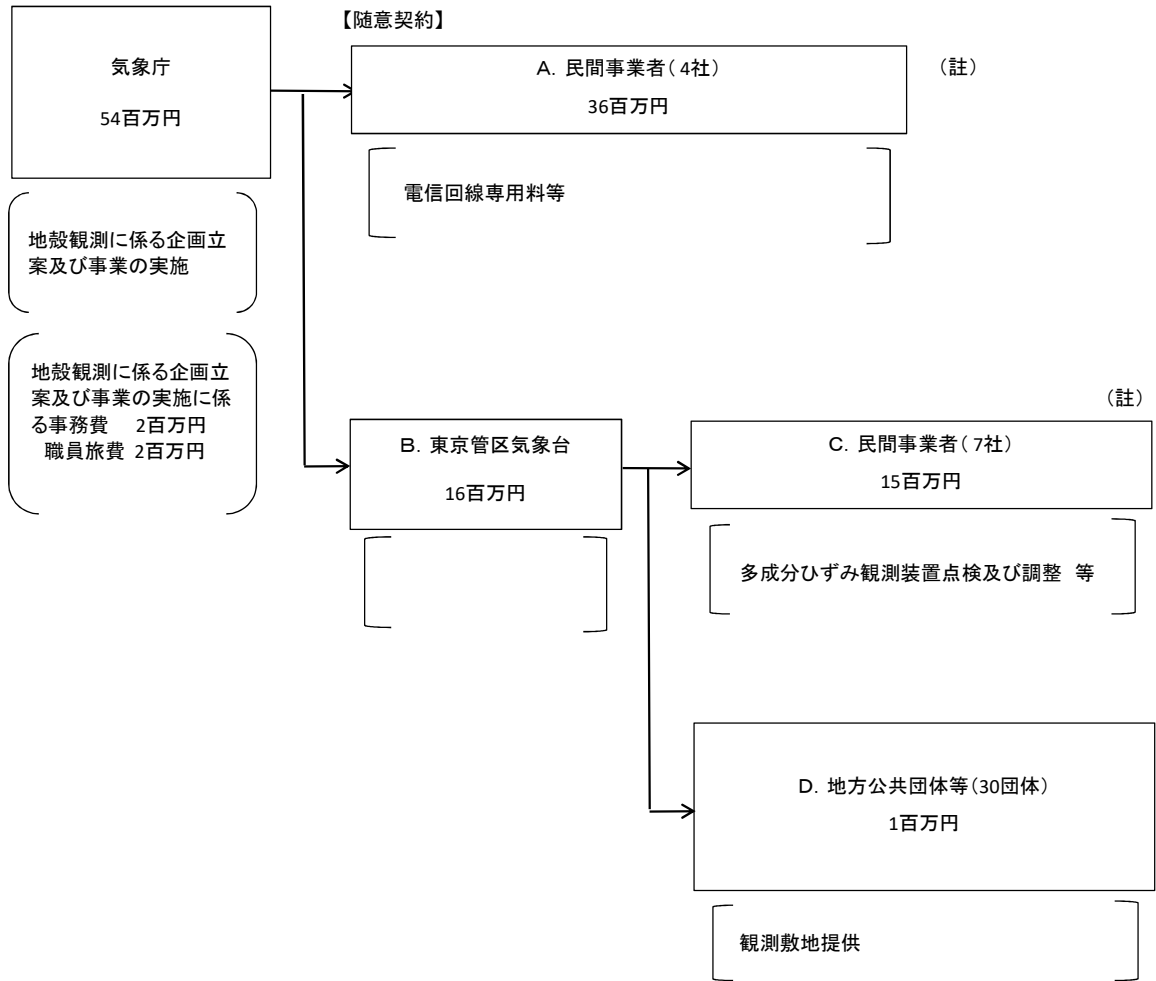 【随意契約】
気象庁
54百万円
A. 民間事業者(4社)
36百万円
(註)
電信回線専用料等
地殻観測に係る企画立
案及び事業の実施
地殻観測に係る企画立
案及び事業の実施に係
る事務費 2百万円
職員旅費 2百万円
B. 東京管区気象台
16百万円
(註)
C. 民間事業者(7社)
15百万円
多成分ひずみ観測装置点検及び調整 等
D. 地方公共団体等(30団体)
1百万円
観測敷地提供